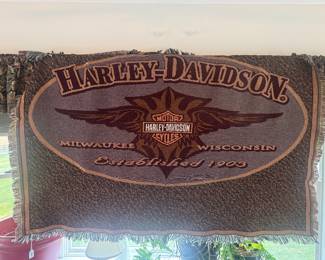 HARLEY-DAVIDSON
MOTOR
HARLEY-DAVIDSON
CYCLES
MILWAUKEE WISCONSIN
Established 1903